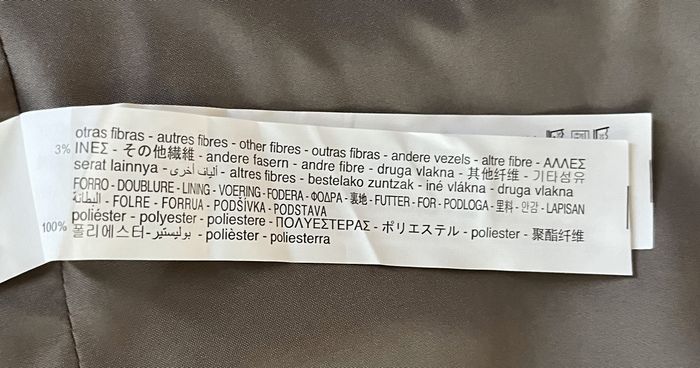 otras fibras - autres fibres - other fibres - outras fibras - andere vezels - altre fibre - ΑΛΛΕΣ
3% ΙΝΕΣ - その他繊維 - andere fasern - andre fibre - druga vlakna - 其他纤维 - 기타섬유
serat lainnya - ألياف أخرى - altres fibres - bestelako zuntzak - iné vlákna - druga vlakna
FORRO - DOUBLURE - LINING - VOERING - FODERA - ΦΟΔΡΑ - 裏地 - FUTTER - FOR - PODLOGA - 里料 - 안감 - LAPISAN
البطانة - FOLRE - FORRUA - PODŠÍVKA - PODSTAVA
100% poliéster - polyester - poliestere - ΠΟΛΥΕΣΤΕΡΑΣ - ポリエステル - poliester - 聚酯纤维
폴리에스터 - بوليستير - polièster - poliesterra